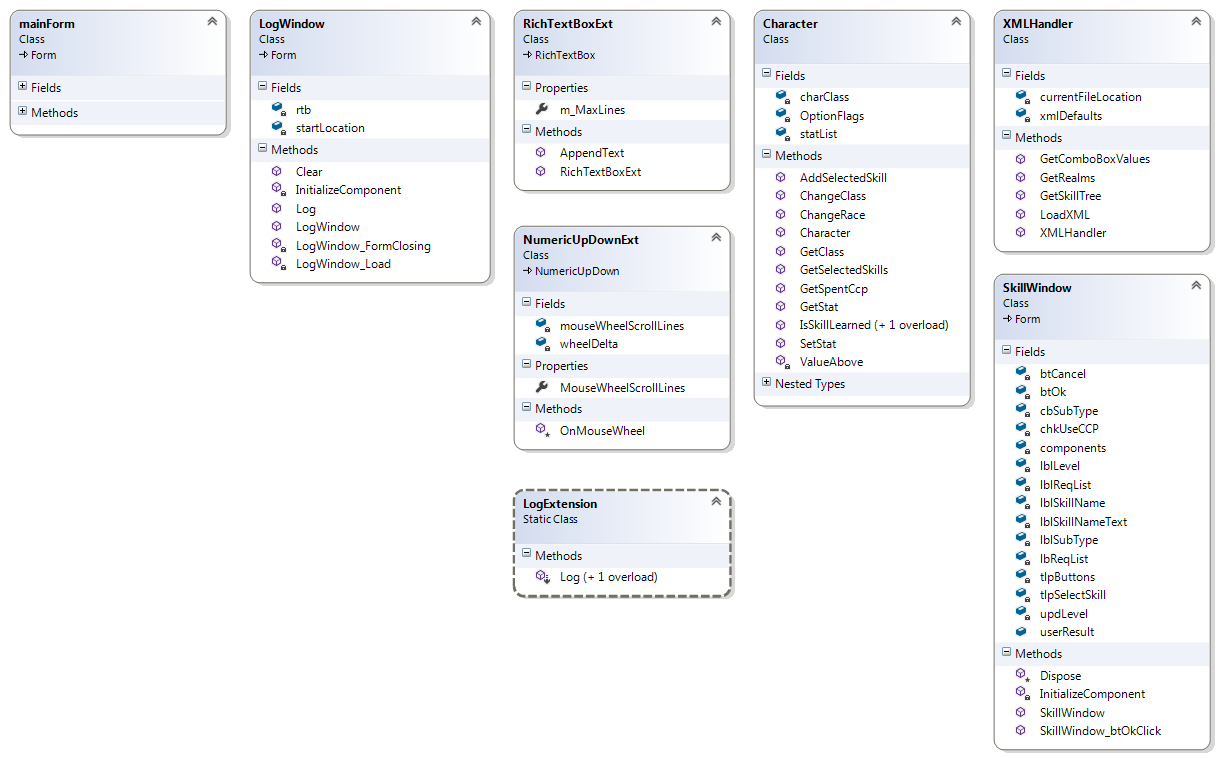 mainForm
Class
Form
Fields
Methods
LogWindow
Class
Form
Fields
rtb
startLocation
Methods
Clear
InitializeComponent
Log
LogWindow
LogWindow_FormClosing
LogWindow_Load
RichTextBoxExt
Class
RichTextBox
Properties
m_MaxLines
Methods
AppendText
RichTextBoxExt
NumericUpDownExt
Class
NumericUpDown
Fields
mouseWheelScrollLines
wheelDelta
Properties
MouseWheelScrollLines
Methods
OnMouseWheel
LogExtension
Static Class
Methods
Log (+ 1 overload)
Character
Class
Fields
charClass
OptionFlags
statList
Methods
AddSelectedSkill
ChangeClass
ChangeRace
Character
GetClass
GetSelectedSkills
GetSpentCcp
GetStat
IsSkillLearned (+ 1 overload)
SetStat
ValueAbove
Nested Types
XMLHandler
Class
Fields
currentFileLocation
xmlDefaults
Methods
GetComboBoxValues
GetRealms
GetSkillTree
LoadXML
XMLHandler
SkillWindow
Class
Form
Fields
btCancel
btOk
cbSubType
chkUseCCP
components
lblLevel
lblReqList
lblSkillName
lblSkillNameText
lblSubType
lbReqList
tlpButtons
tlpSelectSkill
updLevel
userResult
Methods
Dispose
InitializeComponent
SkillWindow
SkillWindow_btOkClick